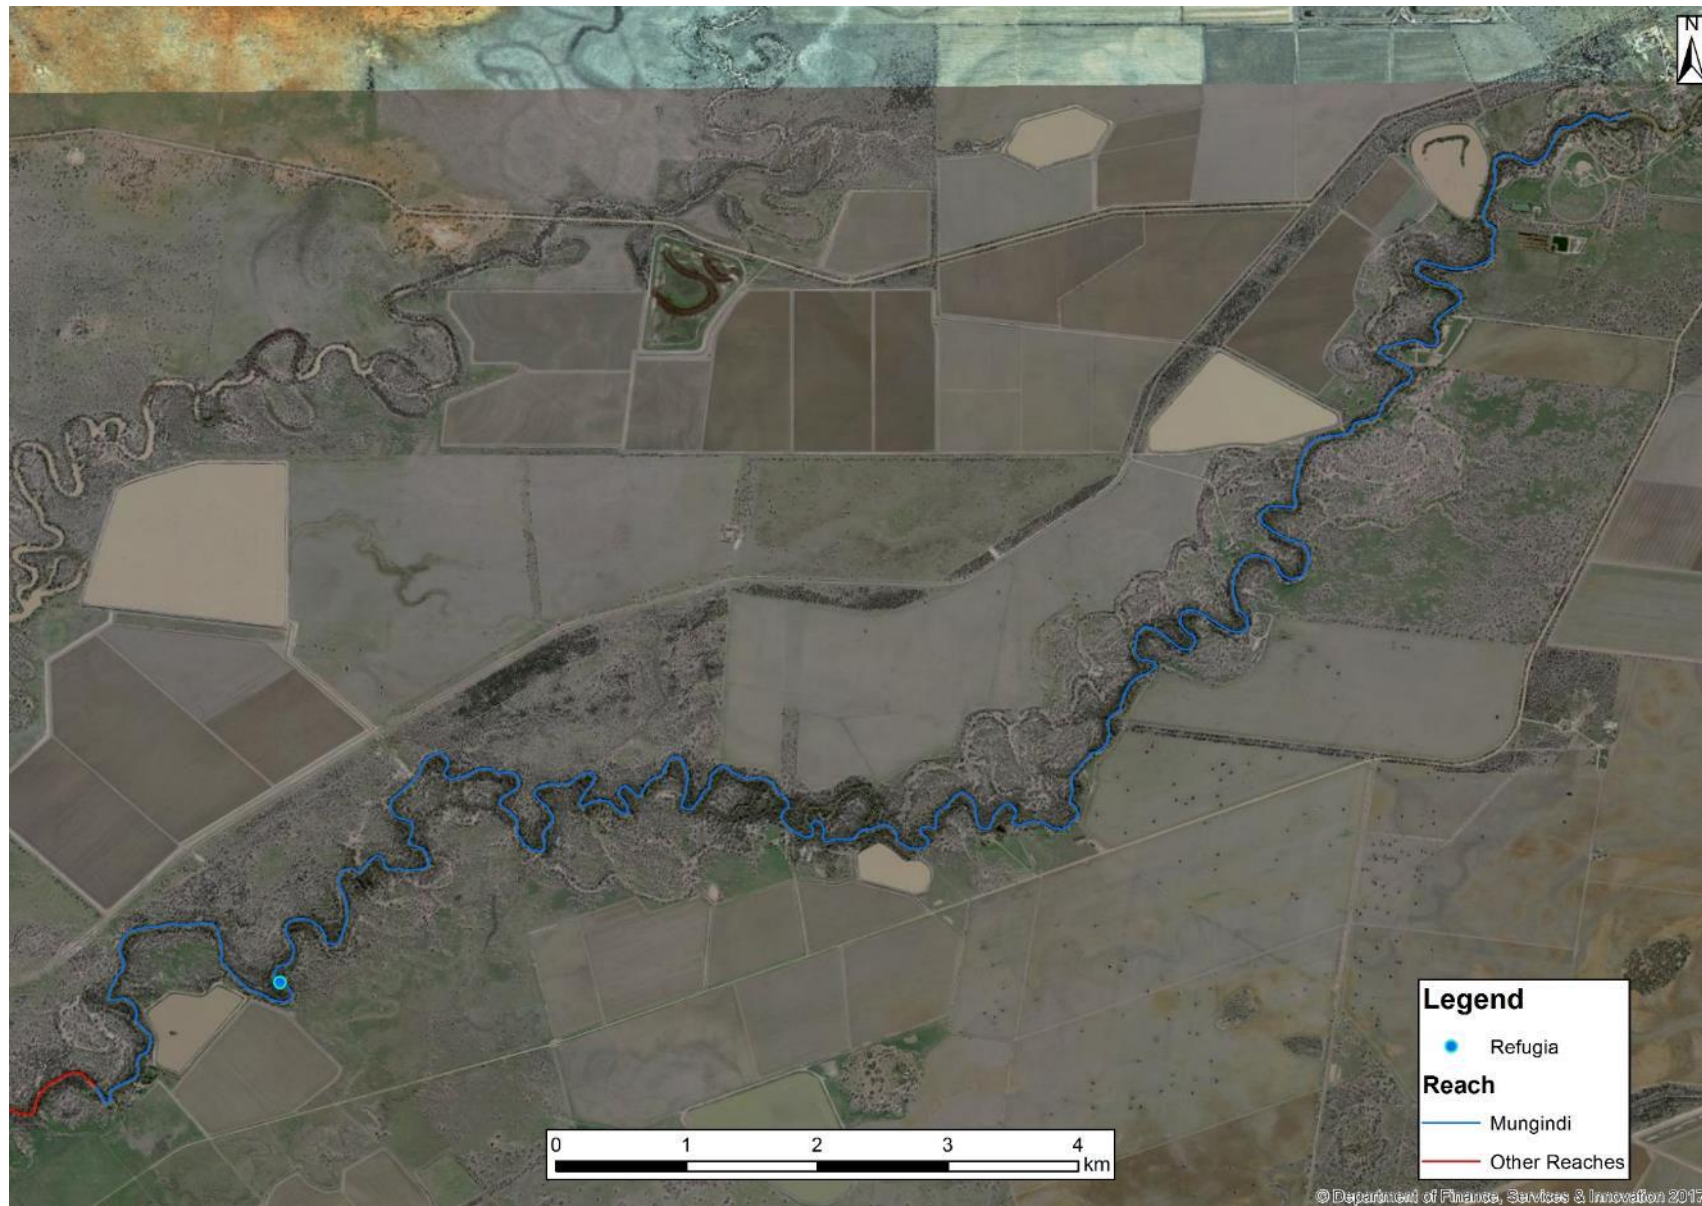 N
Legend
Refugia
Reach
Mungindi
Other Reaches
0 1 2 3 4
km
© Department of Finance, Services & Innovation 2017